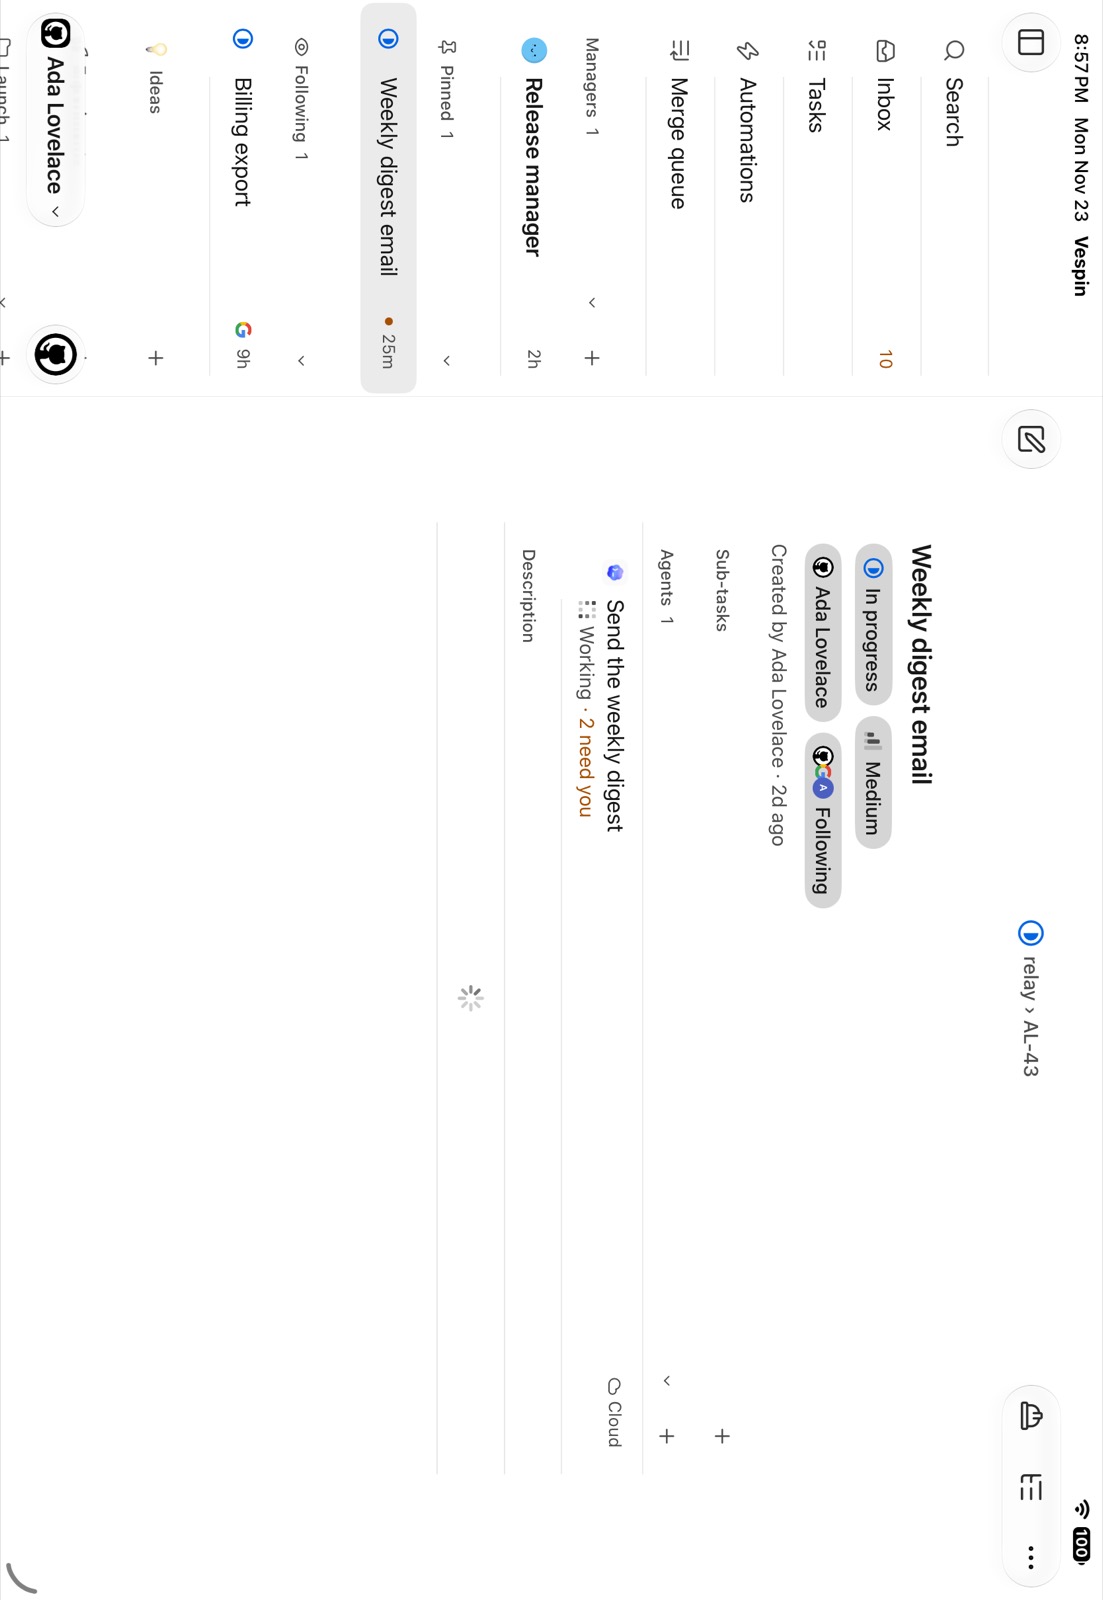 8:57 PM Mon Nov 23 Vespin
100
relay › AL-43
Search
Inbox 10
Tasks
Automations
Merge queue
Managers 1
Release manager 2h
Pinned 1
Weekly digest email 25m
Following 1
Billing export 9h
Ideas
Ada Lovelace
Launch 1
Weekly digest email
In progress Medium
Ada Lovelace A Following
Created by Ada Lovelace · 2d ago
Sub-tasks
Agents 1
Send the weekly digest Cloud
Working · 2 need you
Description